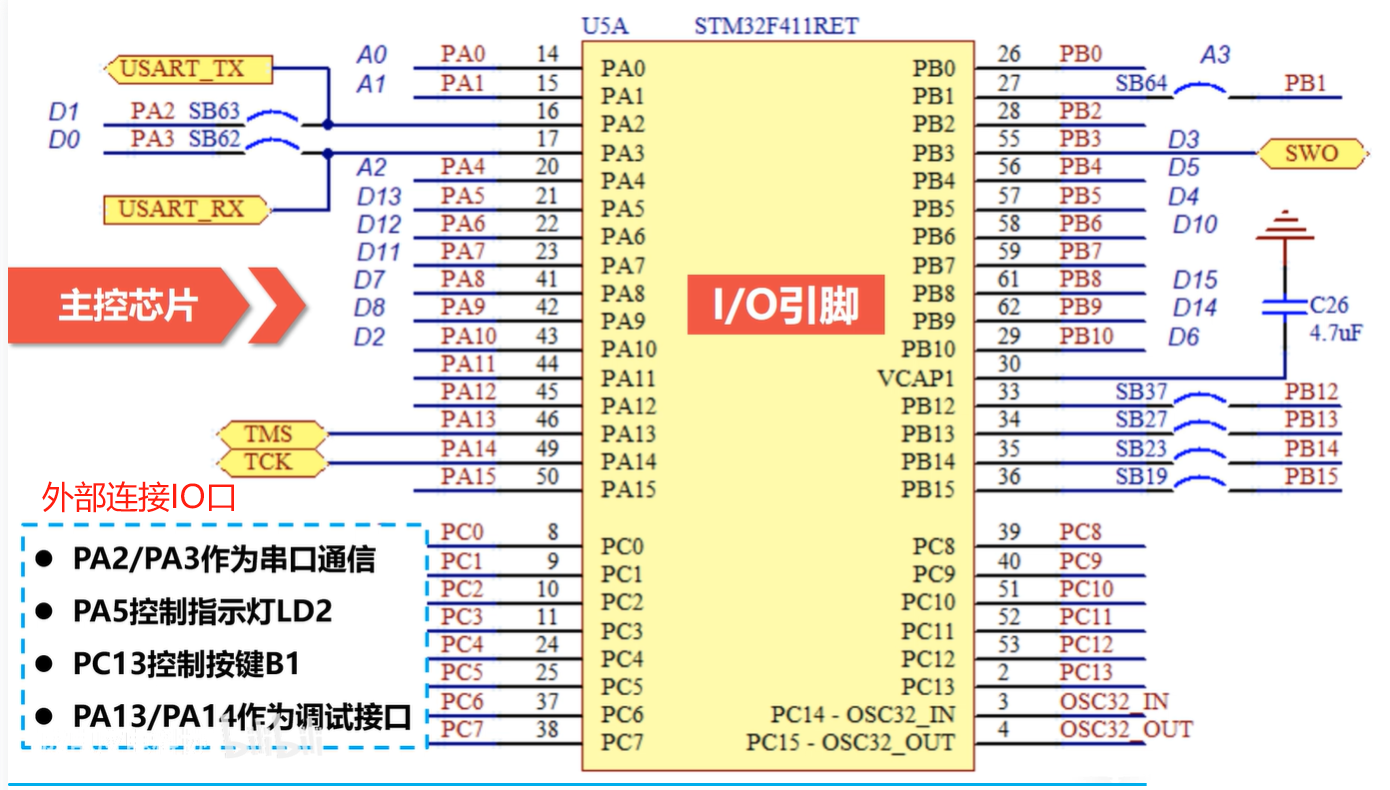 U5A STM32F411RET
USART_TX
A0 PA0 14 PA0 PB0 26 PB0 A3
A1 PA1 15 PA1 PB1 27 SB64 PB1
D1 PA2 SB63 16 PA2 PB2 28 PB2
D0 PA3 SB62 17 PA3 PB3 55 PB3 D3 SWO
A2 PA4 20 PA4 PB4 56 PB4 D5
D13 PA5 21 PA5 PB5 57 PB5 D4
USART_RX
D12 PA6 22 PA6 PB6 58 PB6 D10
D11 PA7 23 PA7 PB7 59 PB7
D7 PA8 41 PA8 PB8 61 PB8 D15
D8 PA9 42 PA9 PB9 62 PB9 D14
D2 PA10 43 PA10 PB10 29 PB10 D6
PA11 44 PA11 VCAP1 30
C26
4.7uF
PA12 45 PA12 PB12 33 SB37 PB12
TMS PA13 46 PA13 PB13 34 SB27 PB13
TCK PA14 49 PA14 PB14 35 SB23 PB14
PA15 50 PA15 PB15 36 SB19 PB15
主控芯片
I/O引脚
外部连接IO口
● PA2/PA3作为串口通信
● PA5控制指示灯LD2
● PC13控制按键B1
● PA13/PA14作为调试接口
PC0 8 PC0 PC8 39 PC8
PC1 9 PC1 PC9 40 PC9
PC2 10 PC2 PC10 51 PC10
PC3 11 PC3 PC11 52 PC11
PC4 24 PC4 PC12 53 PC12
PC5 25 PC5 PC13 2 PC13
PC6 37 PC6 PC14 - OSC32_IN 3 OSC32_IN
PC7 38 PC7 PC15 - OSC32_OUT 4 OSC32_OUT